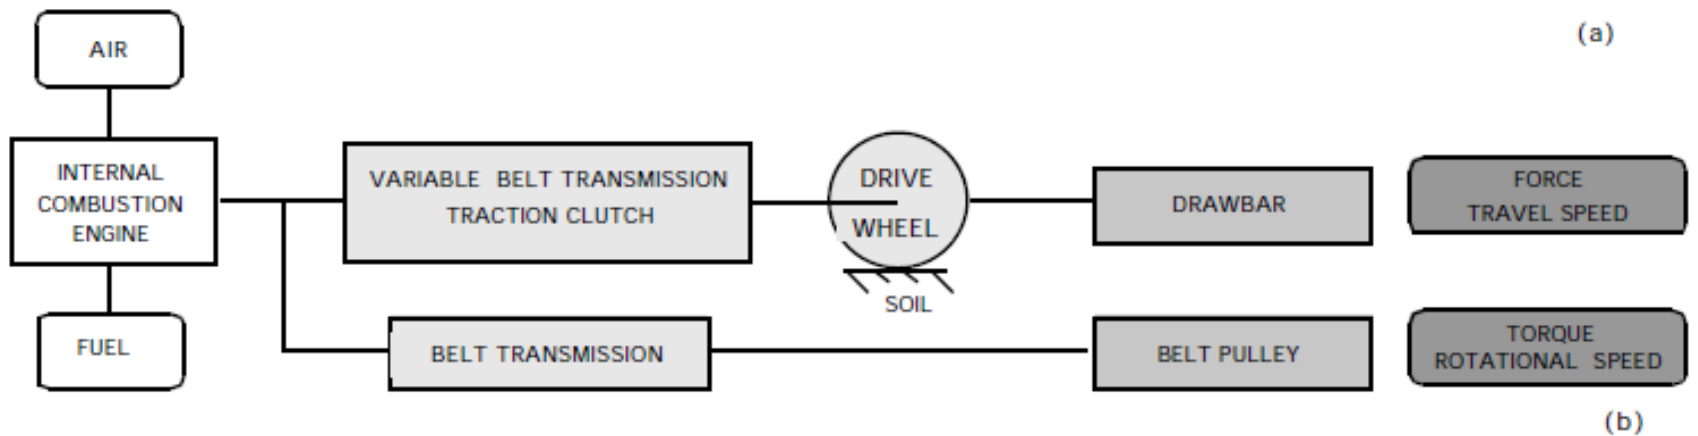 (a)
AIR
INTERNAL
COMBUSTION
ENGINE
FUEL
VARIABLE BELT TRANSMISSION
TRACTION CLUTCH
DRIVE
WHEEL
SOIL
DRAWBAR
FORCE
TRAVEL SPEED
BELT TRANSMISSION
BELT PULLEY
TORQUE
ROTATIONAL SPEED
(b)